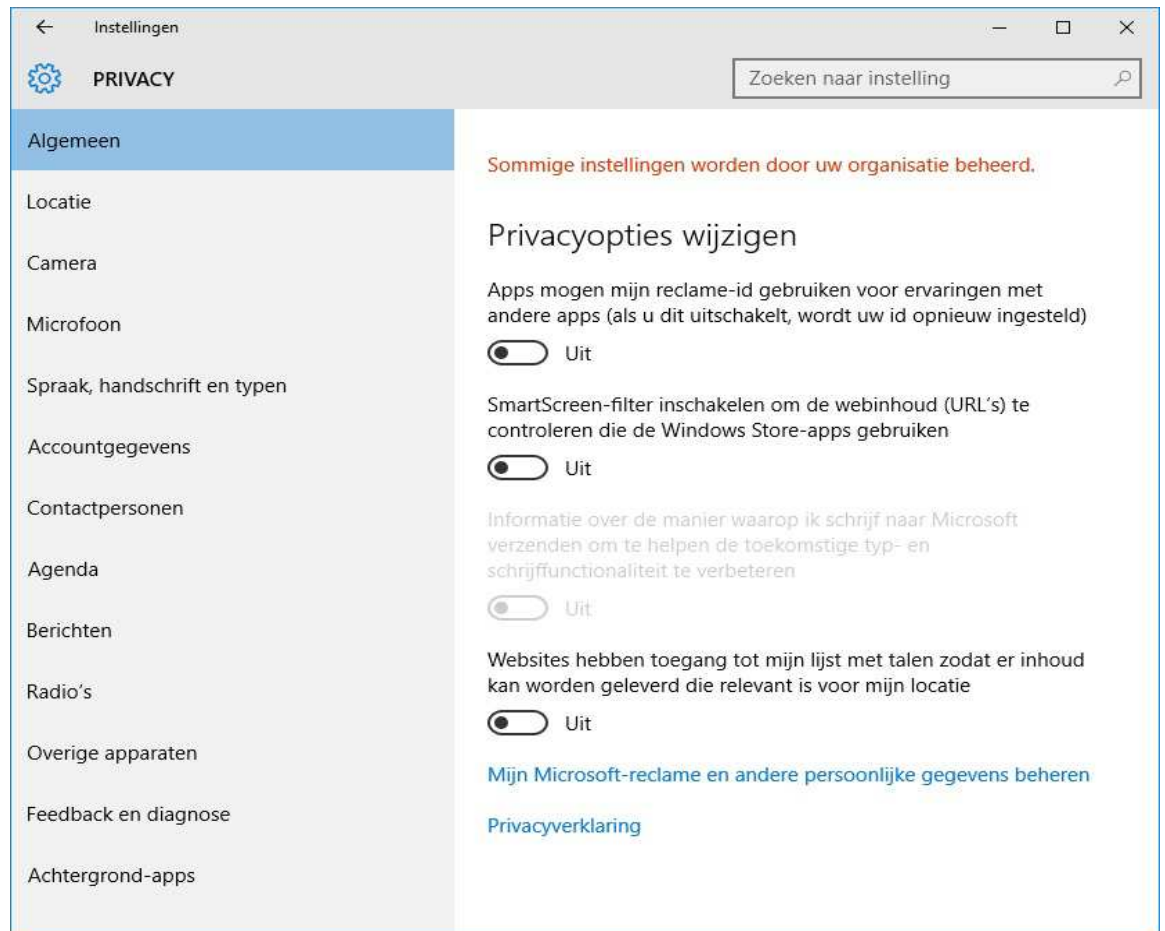 Instellingen
PRIVACY
Zoeken naar instelling
Algemeen
Locatie
Camera
Microfoon
Spraak, handschrift en typen
Accountgegevens
Contactpersonen
Agenda
Berichten
Radio's
Overige apparaten
Feedback en diagnose
Achtergrond-apps
Sommige instellingen worden door uw organisatie beheerd.
Privacyopties wijzigen
Apps mogen mijn reclame-id gebruiken voor ervaringen met
andere apps (als u dit uitschakelt, wordt uw id opnieuw ingesteld)
Uit
SmartScreen-filter inschakelen om de webinhoud (URL's) te
controleren die de Windows Store-apps gebruiken
Uit
Informatie over de manier waarop ik schrijf naar Microsoft
verzenden om te helpen de toekomstige typ- en
schrijffunctionaliteit te verbeteren
Uit
Websites hebben toegang tot mijn lijst met talen zodat er inhoud
kan worden geleverd die relevant is voor mijn locatie
Uit
Mijn Microsoft-reclame en andere persoonlijke gegevens beheren
Privacyverklaring